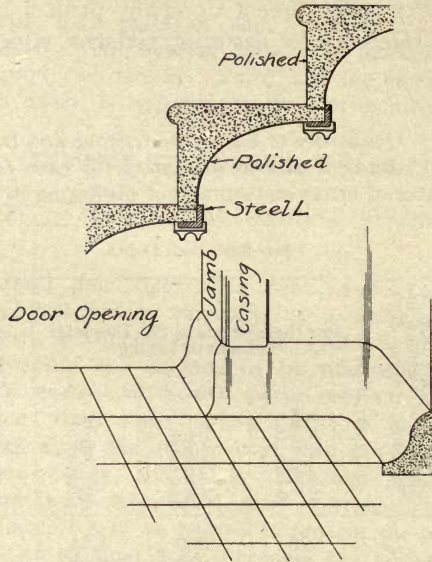 Polished
Polished
Steel L
Jamb
Casing
Door Opening